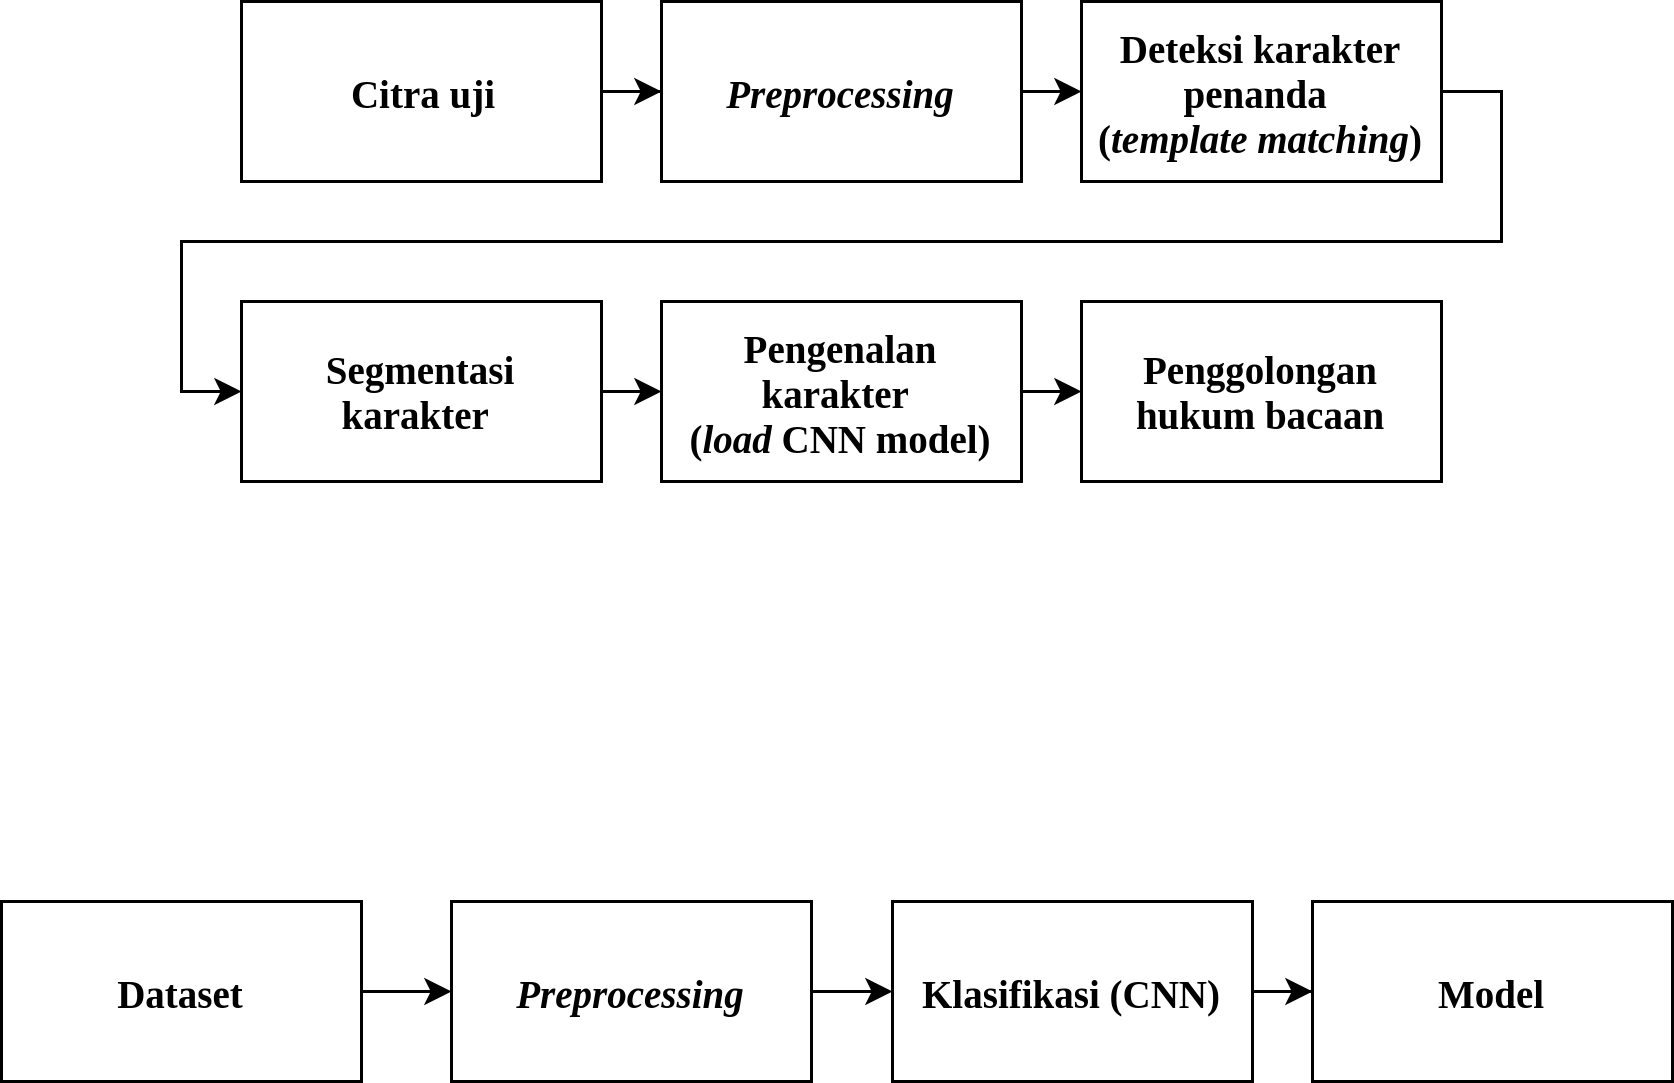 Citra uji
Preprocessing
Deteksi karakter
penanda
(template matching)
Segmentasi
karakter
Pengenalan
karakter
(load CNN model)
Penggolongan
hukum bacaan
Dataset
Preprocessing
Klasifikasi (CNN)
Model